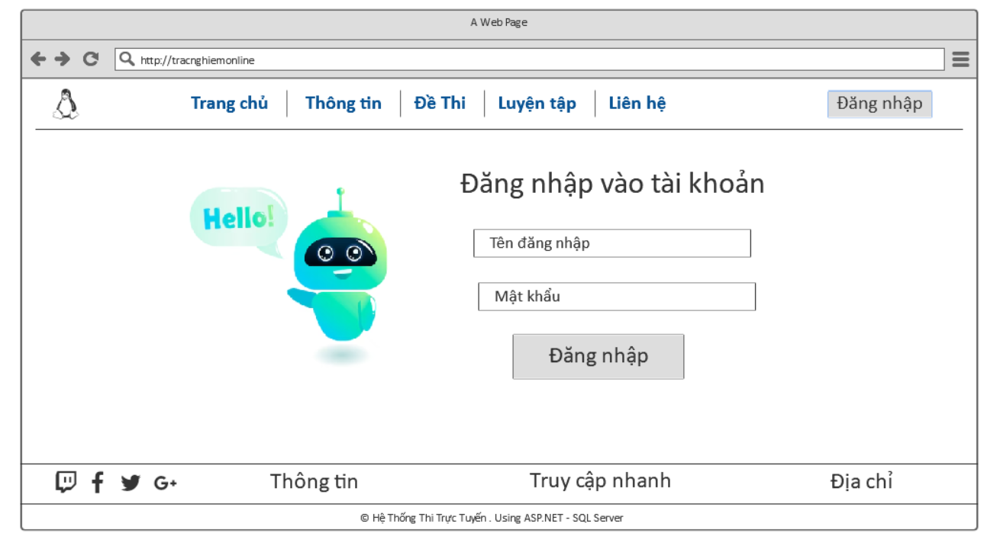 A Web Page
http://tracnghiemonline
Trang chủ Thông tin Đề Thi Luyện tập Liên hệ Đăng nhập
Đăng nhập vào tài khoản
Hello!
Tên đăng nhập
Mật khẩu
Đăng nhập
G+ Thông tin Truy cập nhanh Địa chỉ
© Hệ Thống Thi Trực Tuyến . Using ASP.NET - SQL Server